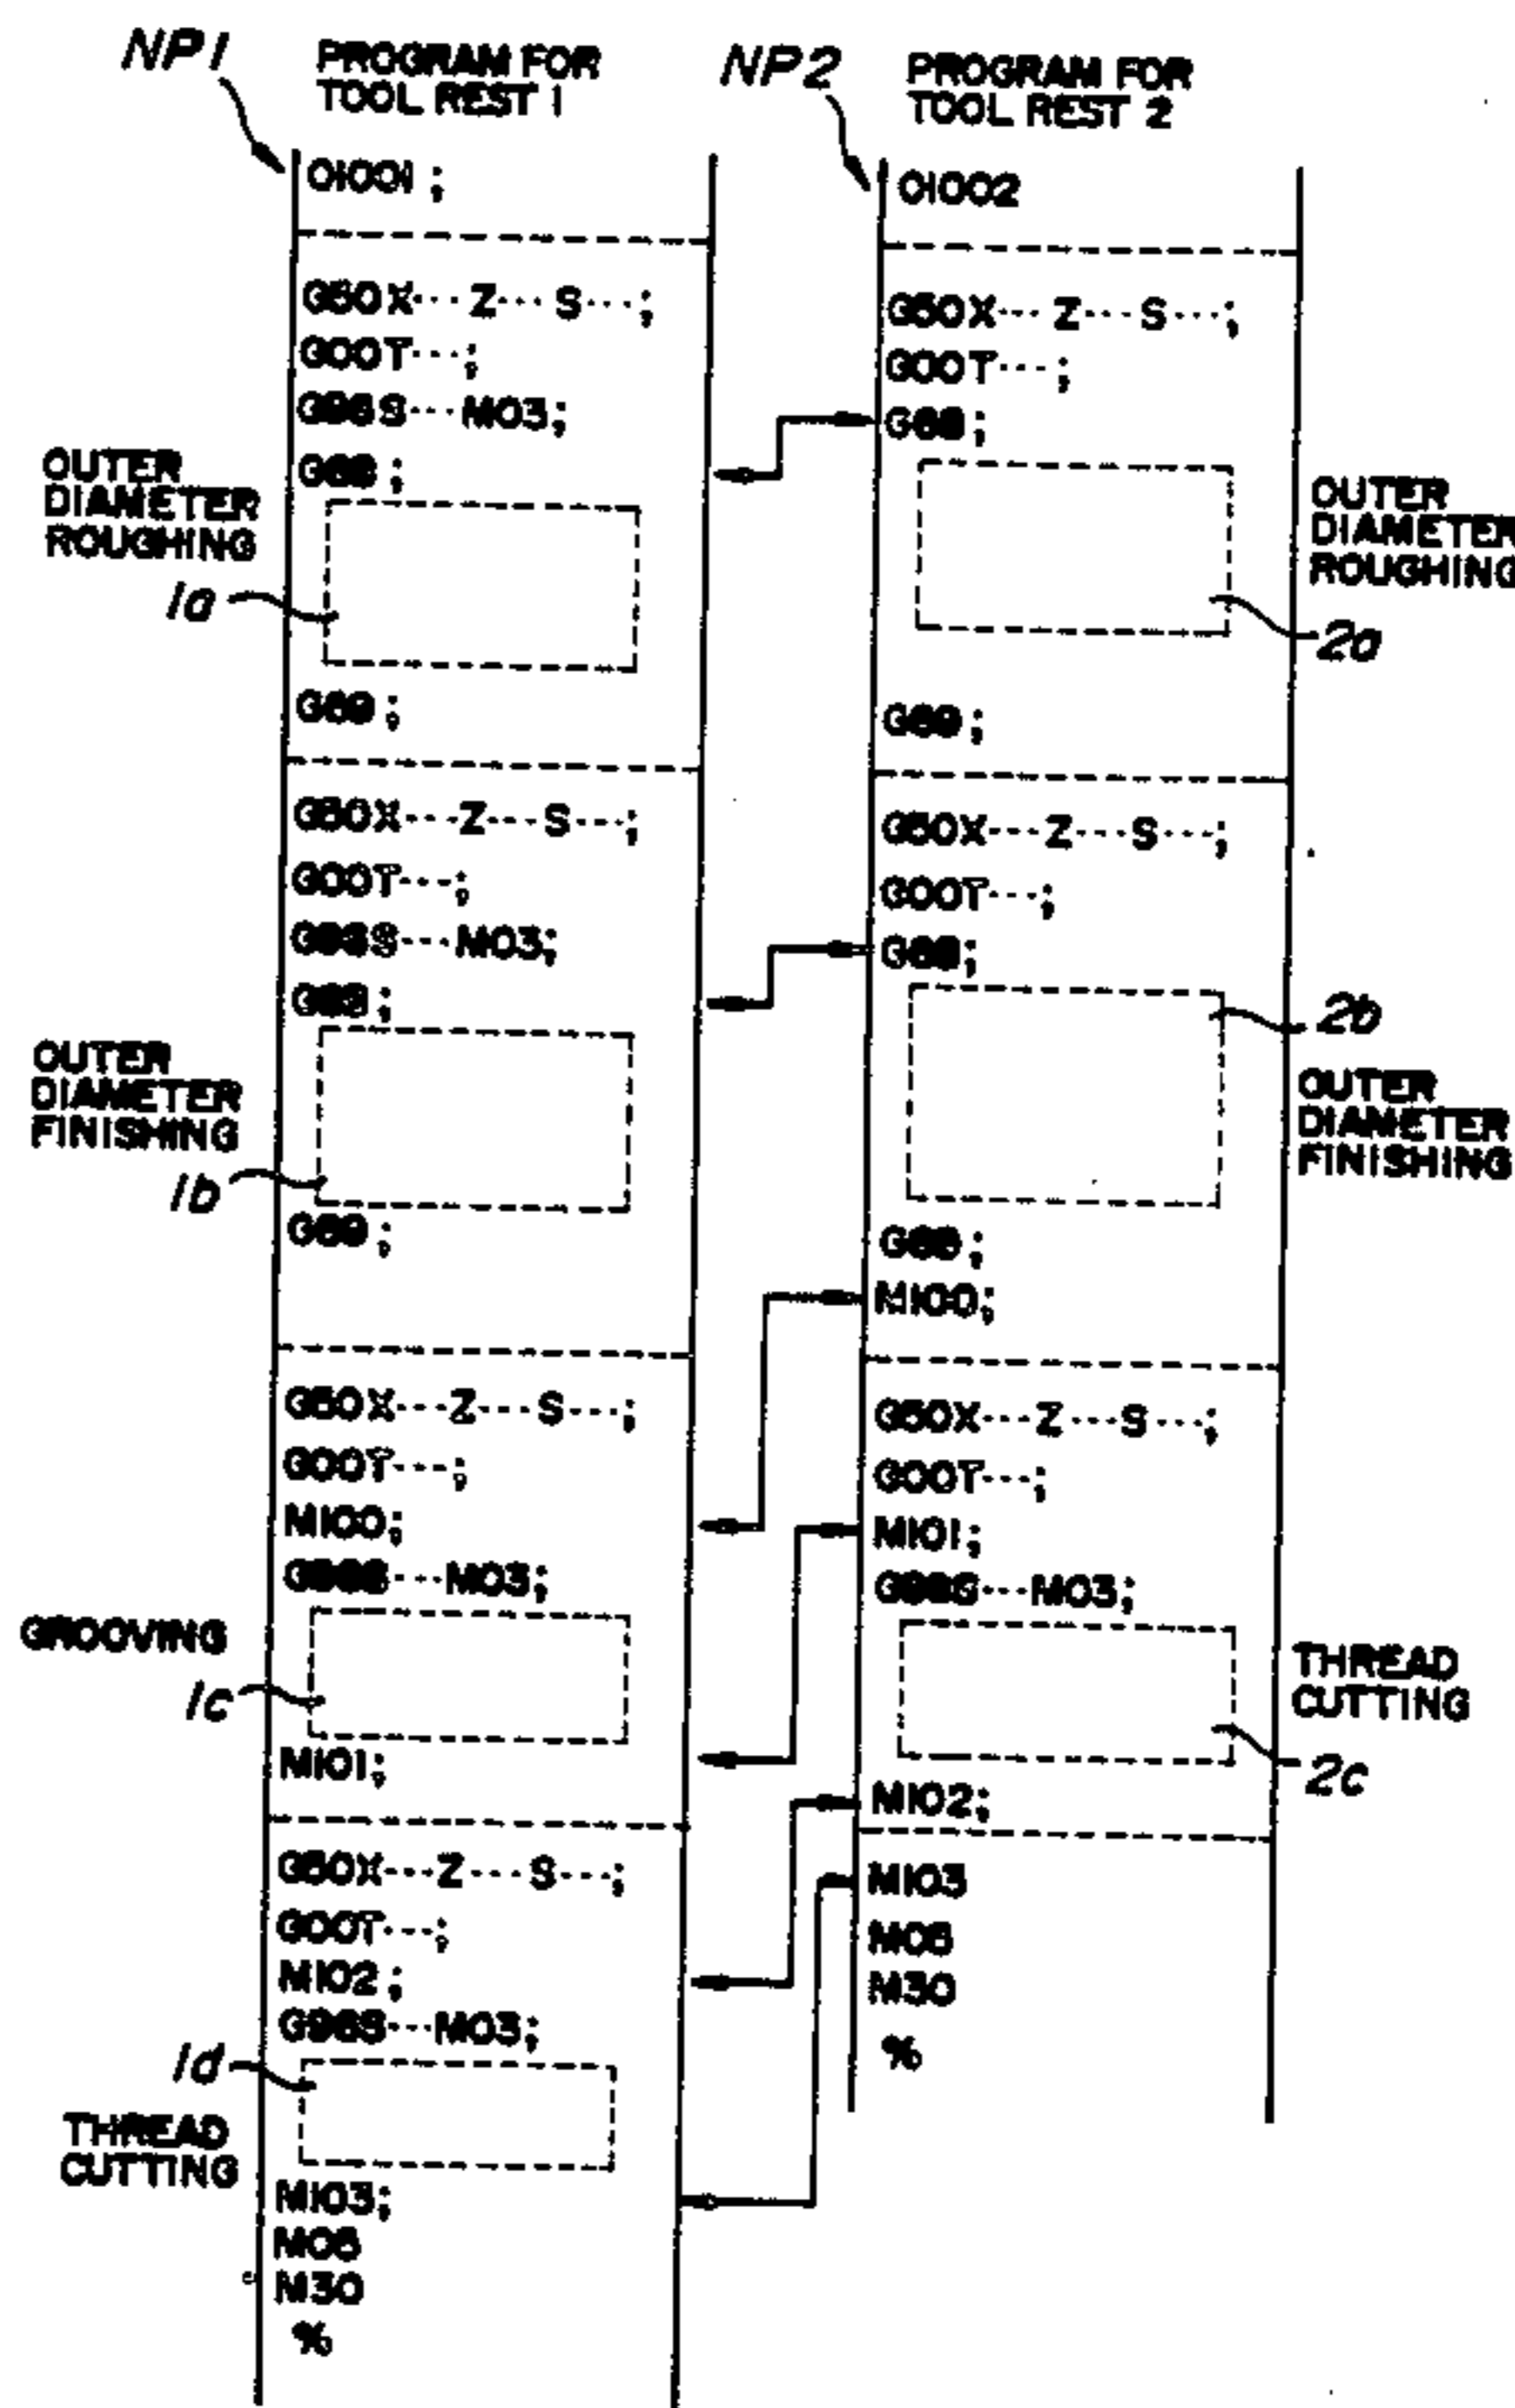 NP1
PROGRAM FOR
TOOL REST 1
O1001;
G50X---Z---S---;
G00T---;
G96S---M03;
G68;
OUTER
DIAMETER
ROUGHING
1a
G69;
G50X---Z---S---;
G00T---;
G96S---M03;
G68;
OUTER
DIAMETER
FINISHING
1b
G69;
G50X---Z---S---;
G00T---;
M100;
G96S---M03;
GROOVING
1c
M101;
G50X---Z---S---;
G00T---;
M102;
G96S---M03;
1d
THREAD
CUTTING
M103;
M30
%
NP2
PROGRAM FOR
TOOL REST 2
O1002
G50X---Z---S---;
G00T---;
G68;
OUTER
DIAMETER
ROUGHING
2a
G69;
G50X---Z---S---;
G00T---;
G68;
2b
OUTER
DIAMETER
FINISHING
M100;
G50X---Z---S---;
G00T---;
M101;
G96S---M03;
THREAD
CUTTING
2c
M102;
M103
M30
%